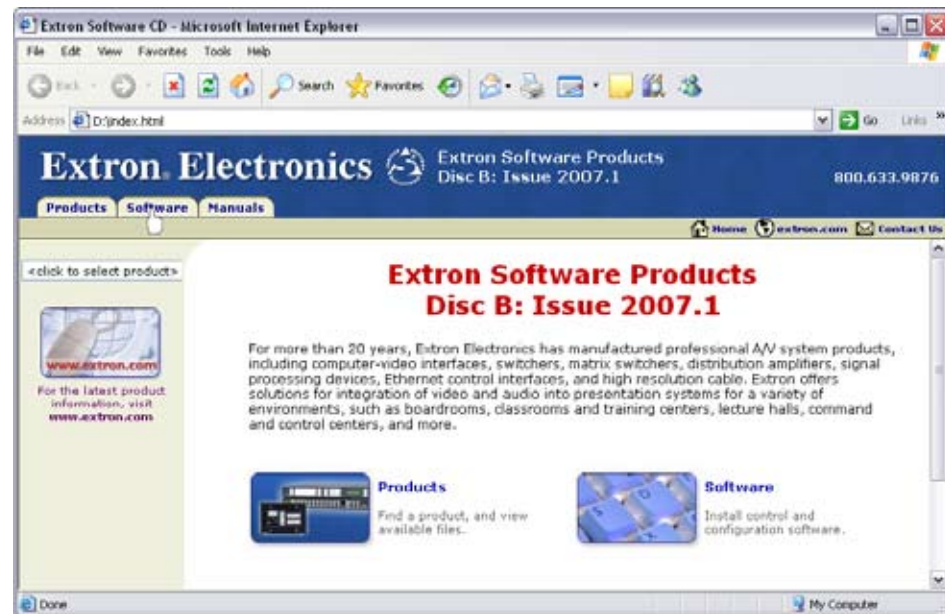 Extron Software CD - Microsoft Internet Explorer
File Edit View Favorites Tools Help
Back Search Favorites
Address D:\index.html Go Links »
Extron. Electronics
Extron Software Products
Disc B: Issue 2007.1
800.633.9876
Products Software Manuals
Home extron.com Contact Us
<click to select product>
www.extron.com
For the latest product
information, visit
www.extron.com
Extron Software Products
Disc B: Issue 2007.1
For more than 20 years, Extron Electronics has manufactured professional A/V system products,
including computer-video interfaces, switchers, matrix switchers, distribution amplifiers, signal
processing devices, Ethernet control interfaces, and high resolution cable. Extron offers
solutions for integration of video and audio into presentation systems for a variety of
environments, such as boardrooms, classrooms and training centers, lecture halls, command
and control centers, and more.
Products
Find a product, and view
available files.
S D
Software
Install control and
configuration software.
Done My Computer